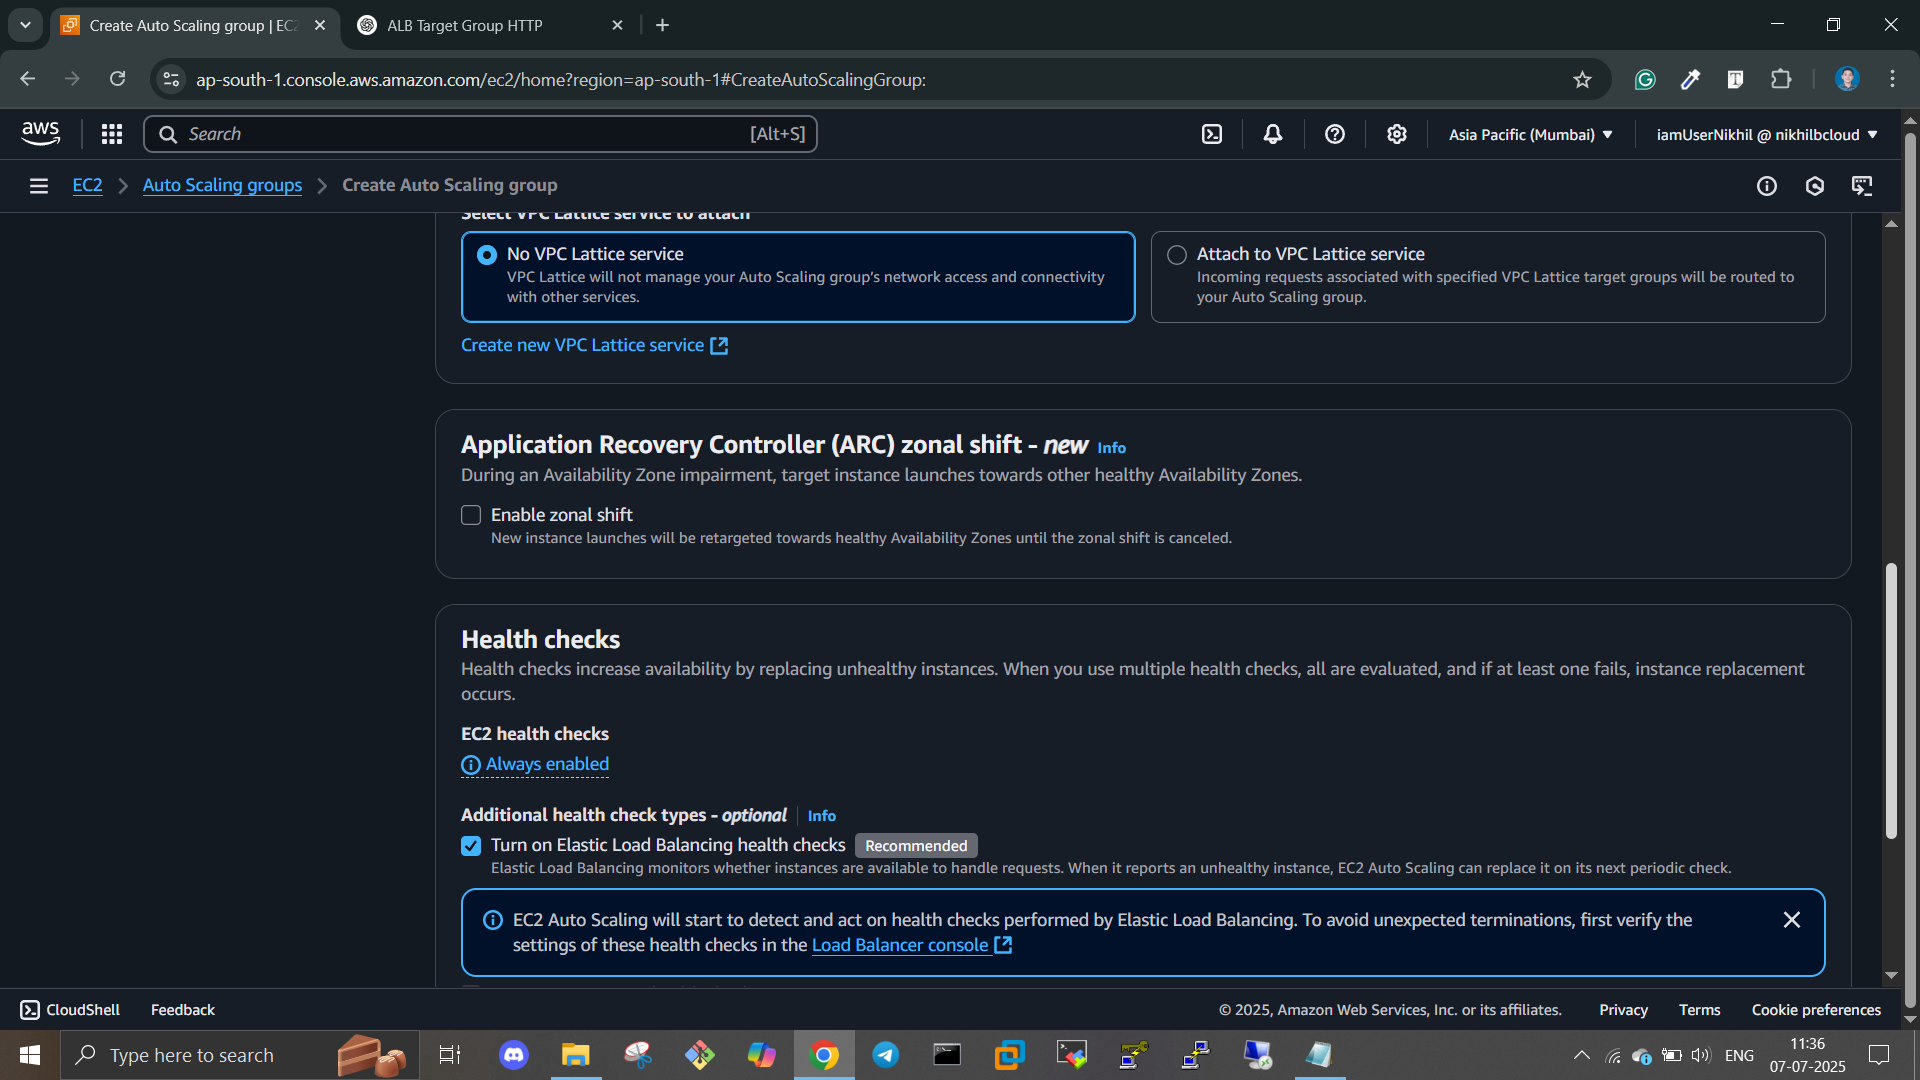 Create Auto Scaling group | EC2
ALB Target Group HTTP
ap-south-1.console.aws.amazon.com/ec2/home?region=ap-south-1#CreateAutoScalingGroup:
aws
Search
[Alt+S]
Asia Pacific (Mumbai)
iamUserNikhil @ nikhilbcloud
EC2
Auto Scaling groups
Create Auto Scaling group
Select VPC Lattice service to attach
No VPC Lattice service
VPC Lattice will not manage your Auto Scaling group's network access and connectivity
with other services.
Attach to VPC Lattice service
Incoming requests associated with specified VPC Lattice target groups will be routed to
your Auto Scaling group.
Create new VPC Lattice service
Application Recovery Controller (ARC) zonal shift - new Info
During an Availability Zone impairment, target instance launches towards other healthy Availability Zones.
Enable zonal shift
New instance launches will be retargeted towards healthy Availability Zones until the zonal shift is canceled.
Health checks
Health checks increase availability by replacing unhealthy instances. When you use multiple health checks, all are evaluated, and if at least one fails, instance replacement
occurs.
EC2 health checks
Always enabled
Additional health check types - optional Info
Turn on Elastic Load Balancing health checks Recommended
Elastic Load Balancing monitors whether instances are available to handle requests. When it reports an unhealthy instance, EC2 Auto Scaling can replace it on its next periodic check.
EC2 Auto Scaling will start to detect and act on health checks performed by Elastic Load Balancing. To avoid unexpected terminations, first verify the
settings of these health checks in the Load Balancer console
CloudShell
Feedback
© 2025, Amazon Web Services, Inc. or its affiliates.
Privacy
Terms
Cookie preferences
Type here to search
ENG
11:36
07-07-2025